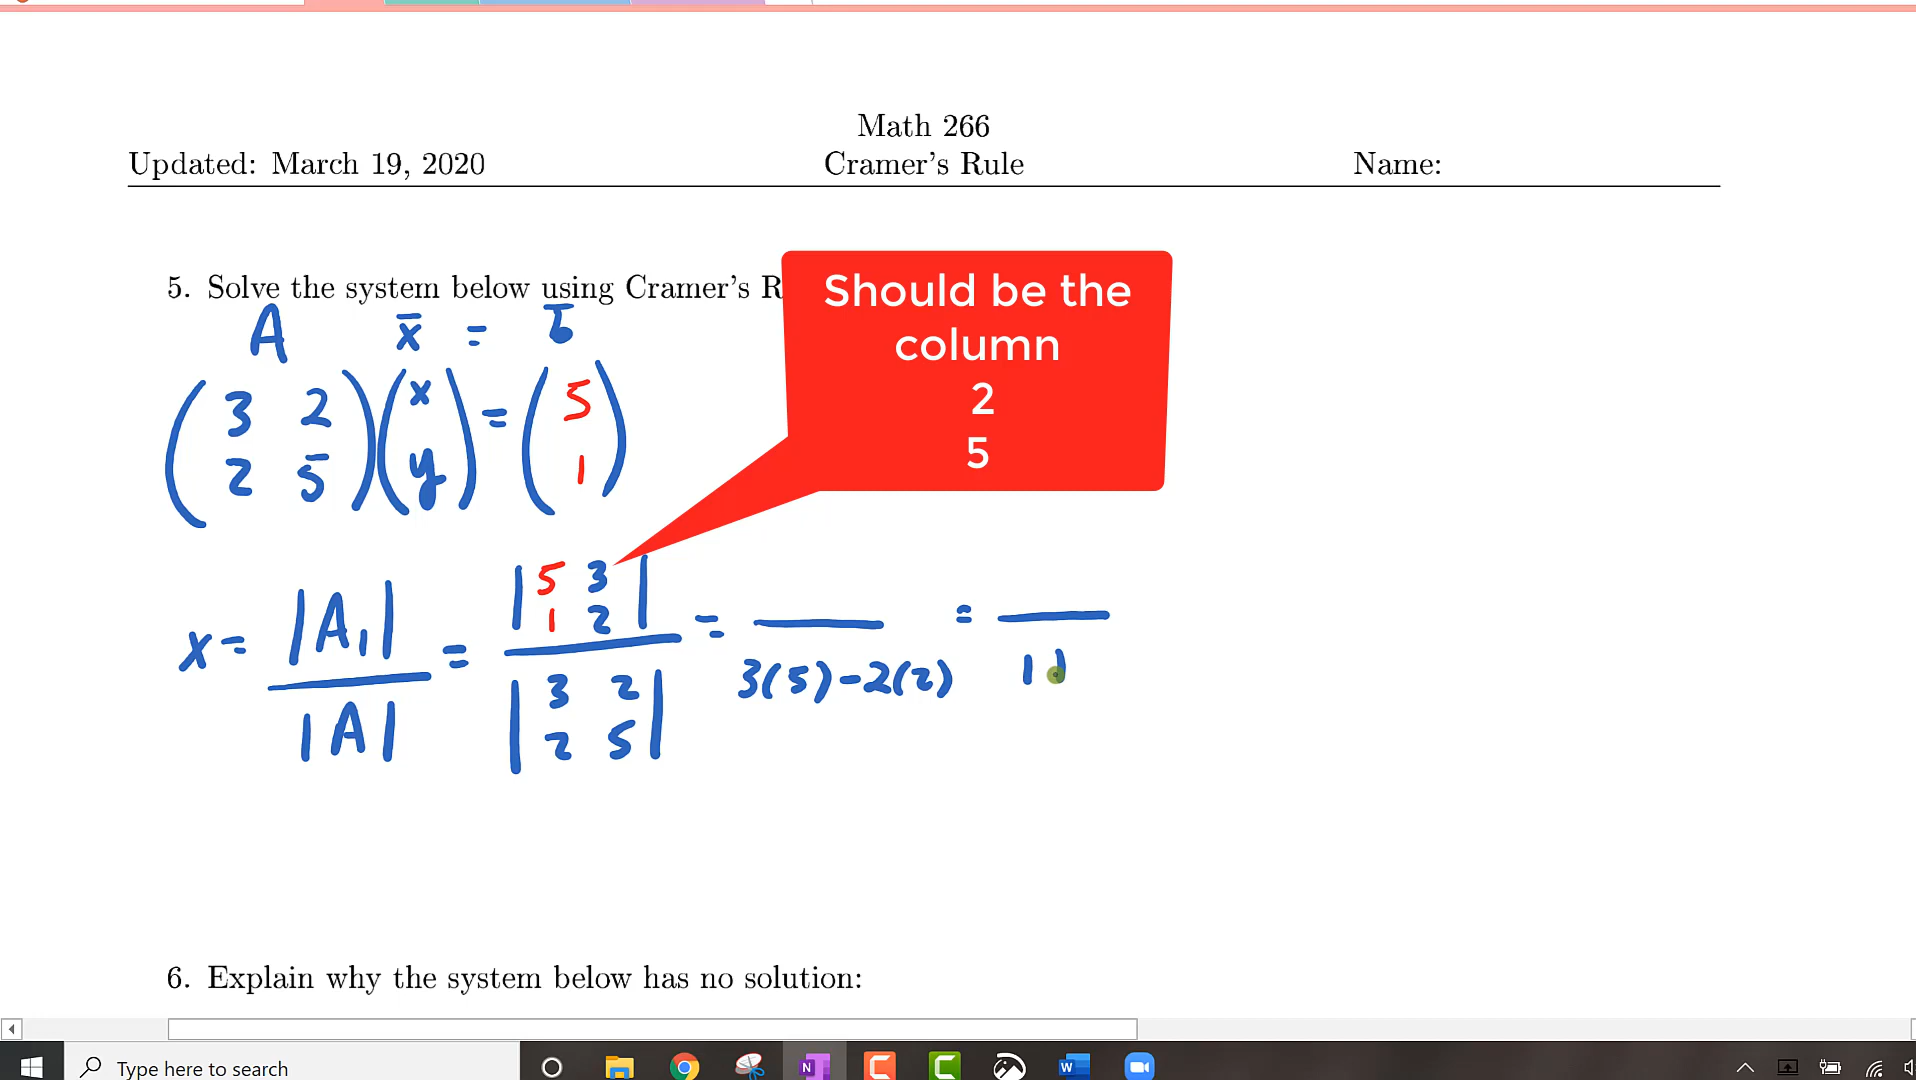 Math 266
Updated: March 19, 2020 Cramer's Rule Name:
5. Solve the system below using Cramer's R
Should be the
column
2
5
A x̄ = b̄
(3 2) (x) = (5)
(2 5) (y) (1)
x = |A₁| = |5 3| = =
|1 2|
|A| |3 2| 3(5)-2(2) 11
|2 5|
6. Explain why the system below has no solution:
Type here to search